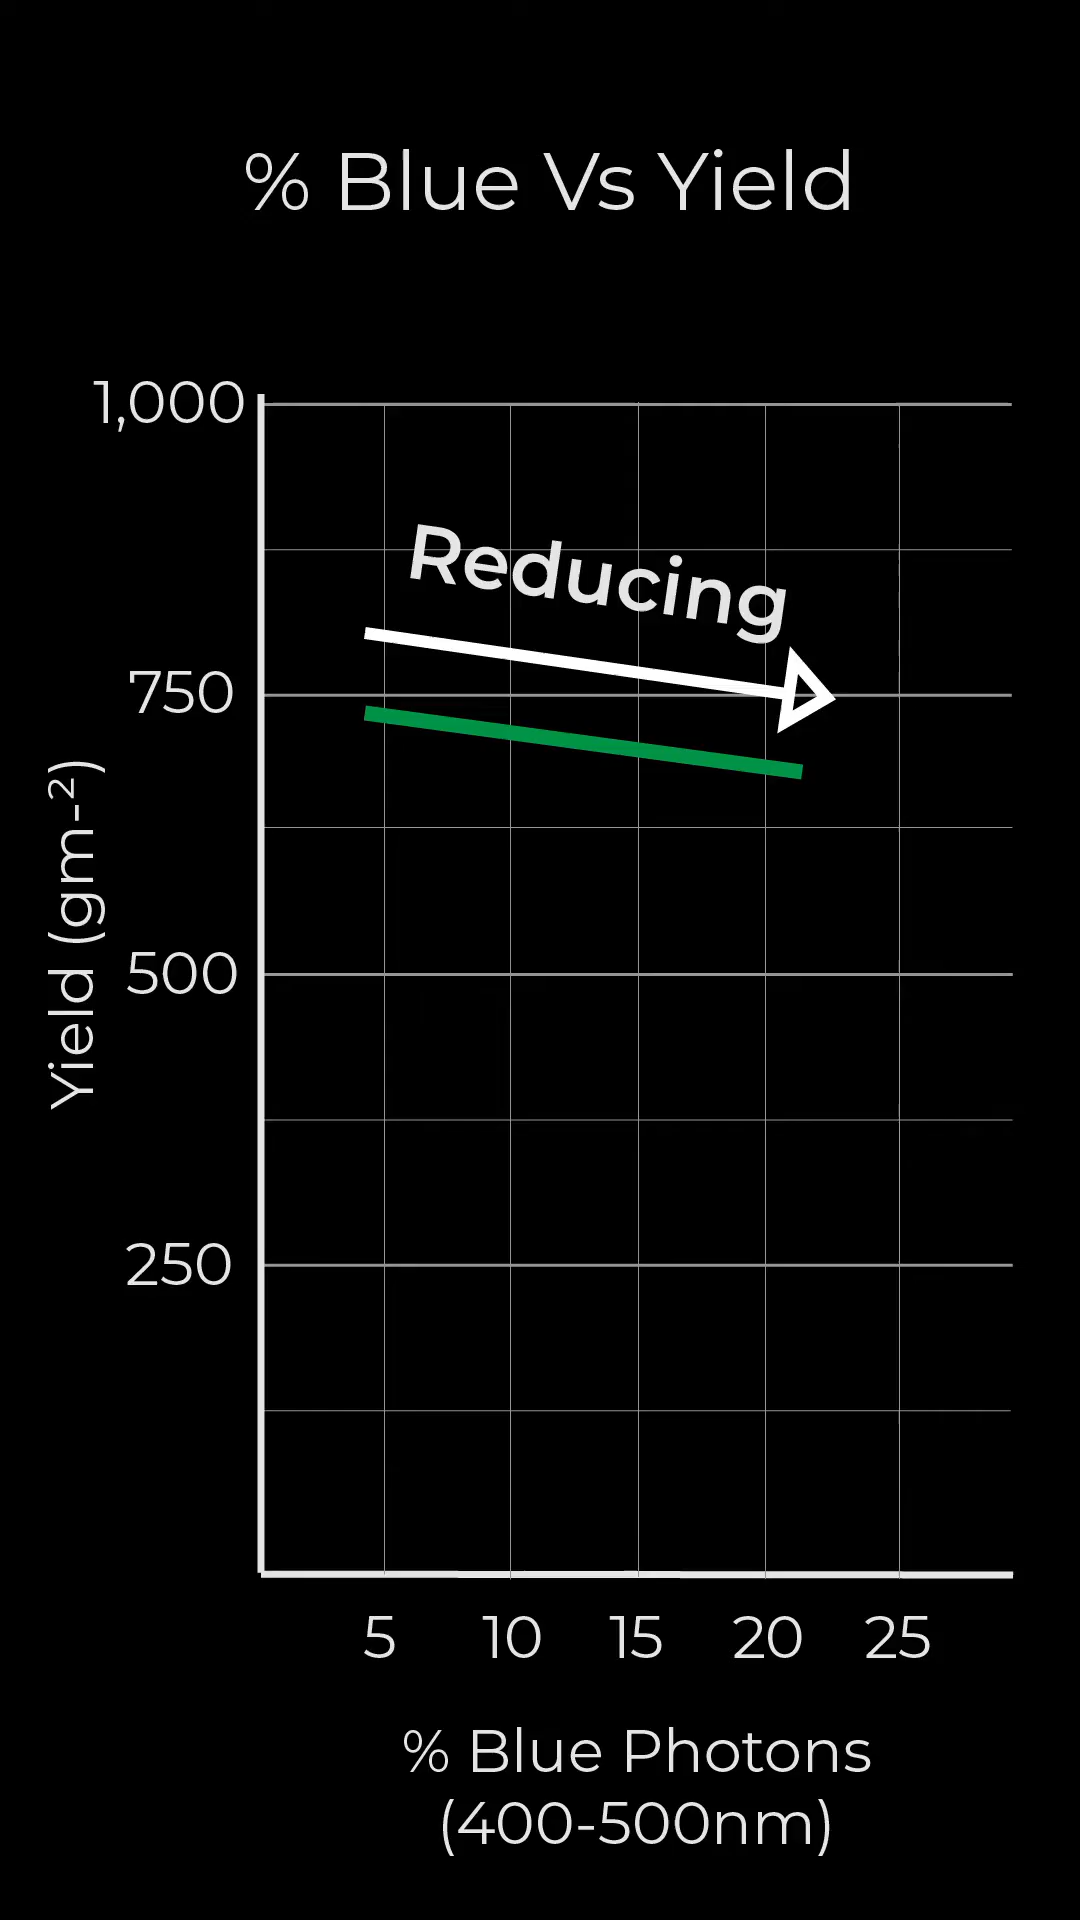 % Blue Vs Yield
1,000
Reducing
750
Yield (gm-²)
500
250
5 10 15 20 25
% Blue Photons
(400-500nm)